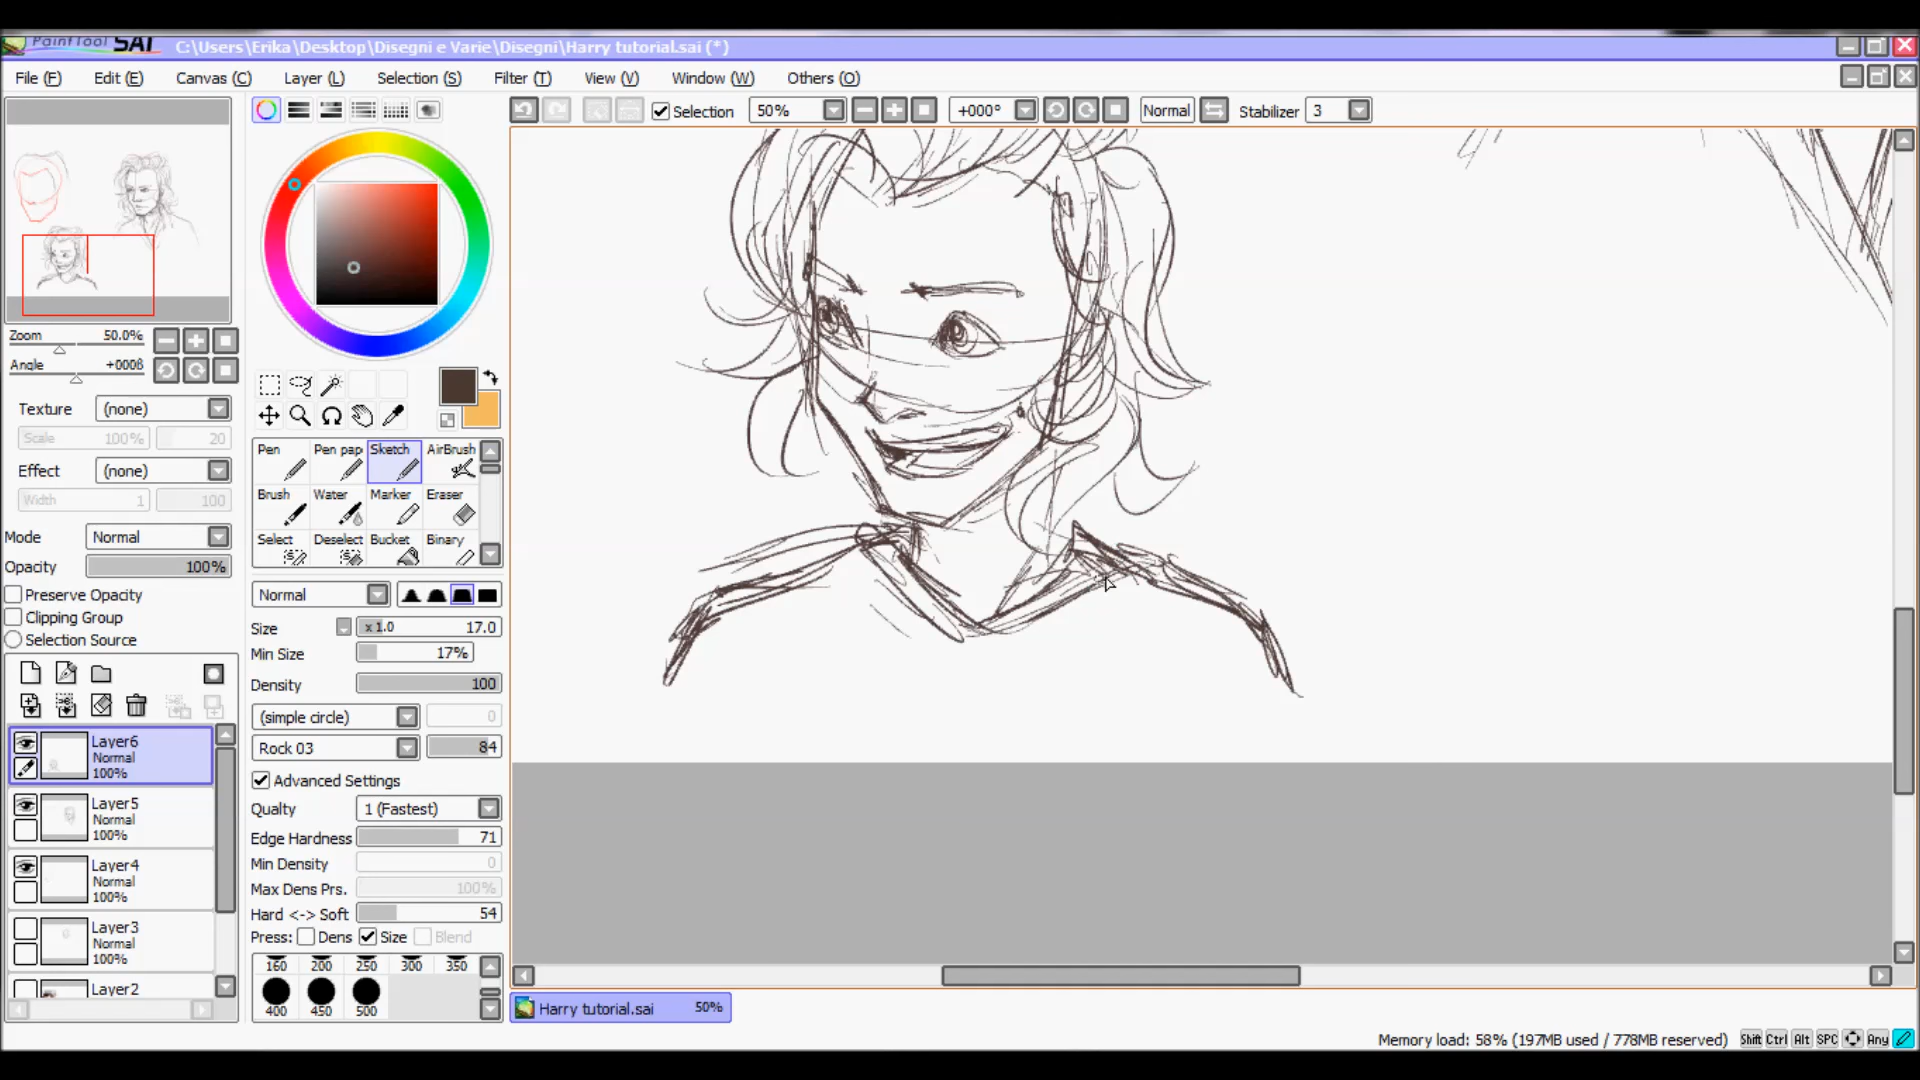 PaintTool SAI C:\Users\Erika\Desktop\Disegni e Varie\Disegni\Harry tutorial.sai (*)
File (F) Edit (E) Canvas (C) Layer (L) Selection (S) Filter (T) View (V) Window (W) Others (O)
Selection 50% +000° Normal Stabilizer 3
Zoom 50.0%
Angle +0006
Texture (none)
Scale 100% 20
Effect (none)
Width 1 100
Mode Normal
Opacity 100%
Preserve Opacity
Clipping Group
Selection Source
Layer6
Normal
100%
Layer5
Normal
100%
Layer4
Normal
100%
Layer3
Normal
100%
Layer2
Pen Pen pap Sketch AirBrush
Brush Water Marker Eraser
Select Deselect Bucket Binary
Normal
Size x 1.0 17.0
Min Size 17%
Density 100
(simple circle) 0
Rock 03 84
Advanced Settings
Qualty 1 (Fastest)
Edge Hardness 71
Min Density 0
Max Dens Prs. 100%
Hard <-> Soft 54
Press: Dens Size Blend
160 200 250 300 350
400 450 500
Harry tutorial.sai 50%
Memory load: 58% (197MB used / 778MB reserved) Shift Ctrl Alt SPC Any